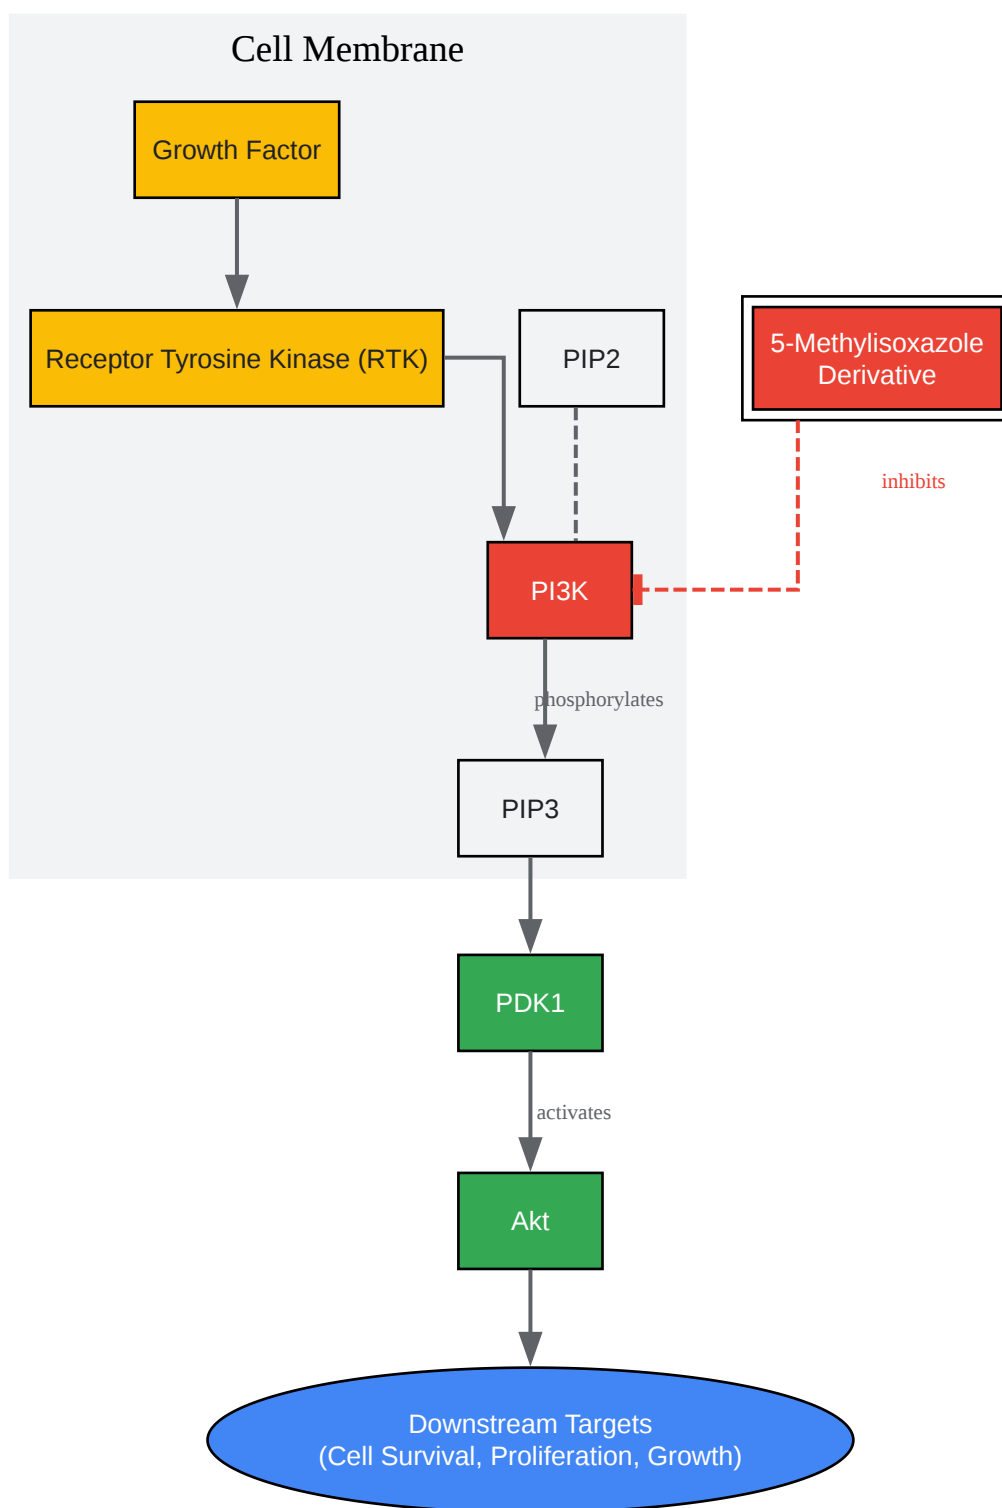 Cell Membrane
Growth Factor
Receptor Tyrosine Kinase (RTK)
PIP2
5-Methylisoxazole
Derivative
inhibits
PI3K
phosphorylates
PIP3
PDK1
activates
Akt
Downstream Targets
(Cell Survival, Proliferation, Growth)